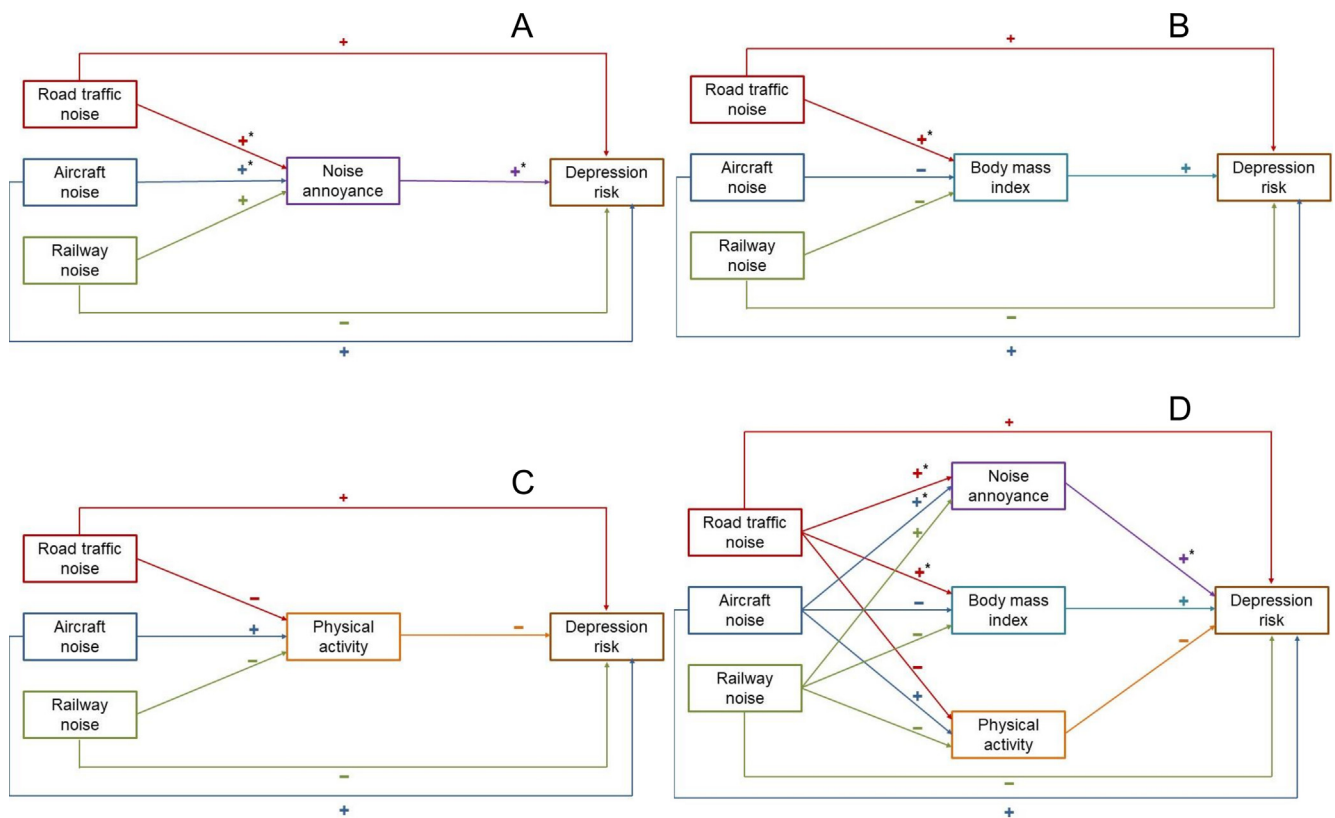 A
+
Road traffic
noise
+*
Aircraft
noise
+*
Noise
annoyance
+*
Depression
risk
+
Railway
noise
−
+
B
+
Road traffic
noise
+*
Aircraft
noise
−
Body mass
index
+
Depression
risk
−
Railway
noise
−
+
C
+
Road traffic
noise
−
Aircraft
noise
+
Physical
activity
−
Depression
risk
−
Railway
noise
−
+
D
+
+*
Noise
annoyance
+*
Road traffic
noise
+
+*
+*
Aircraft
noise
−
Body mass
index
+
Depression
risk
−
−
−
Railway
noise
+
−
Physical
activity
−
+